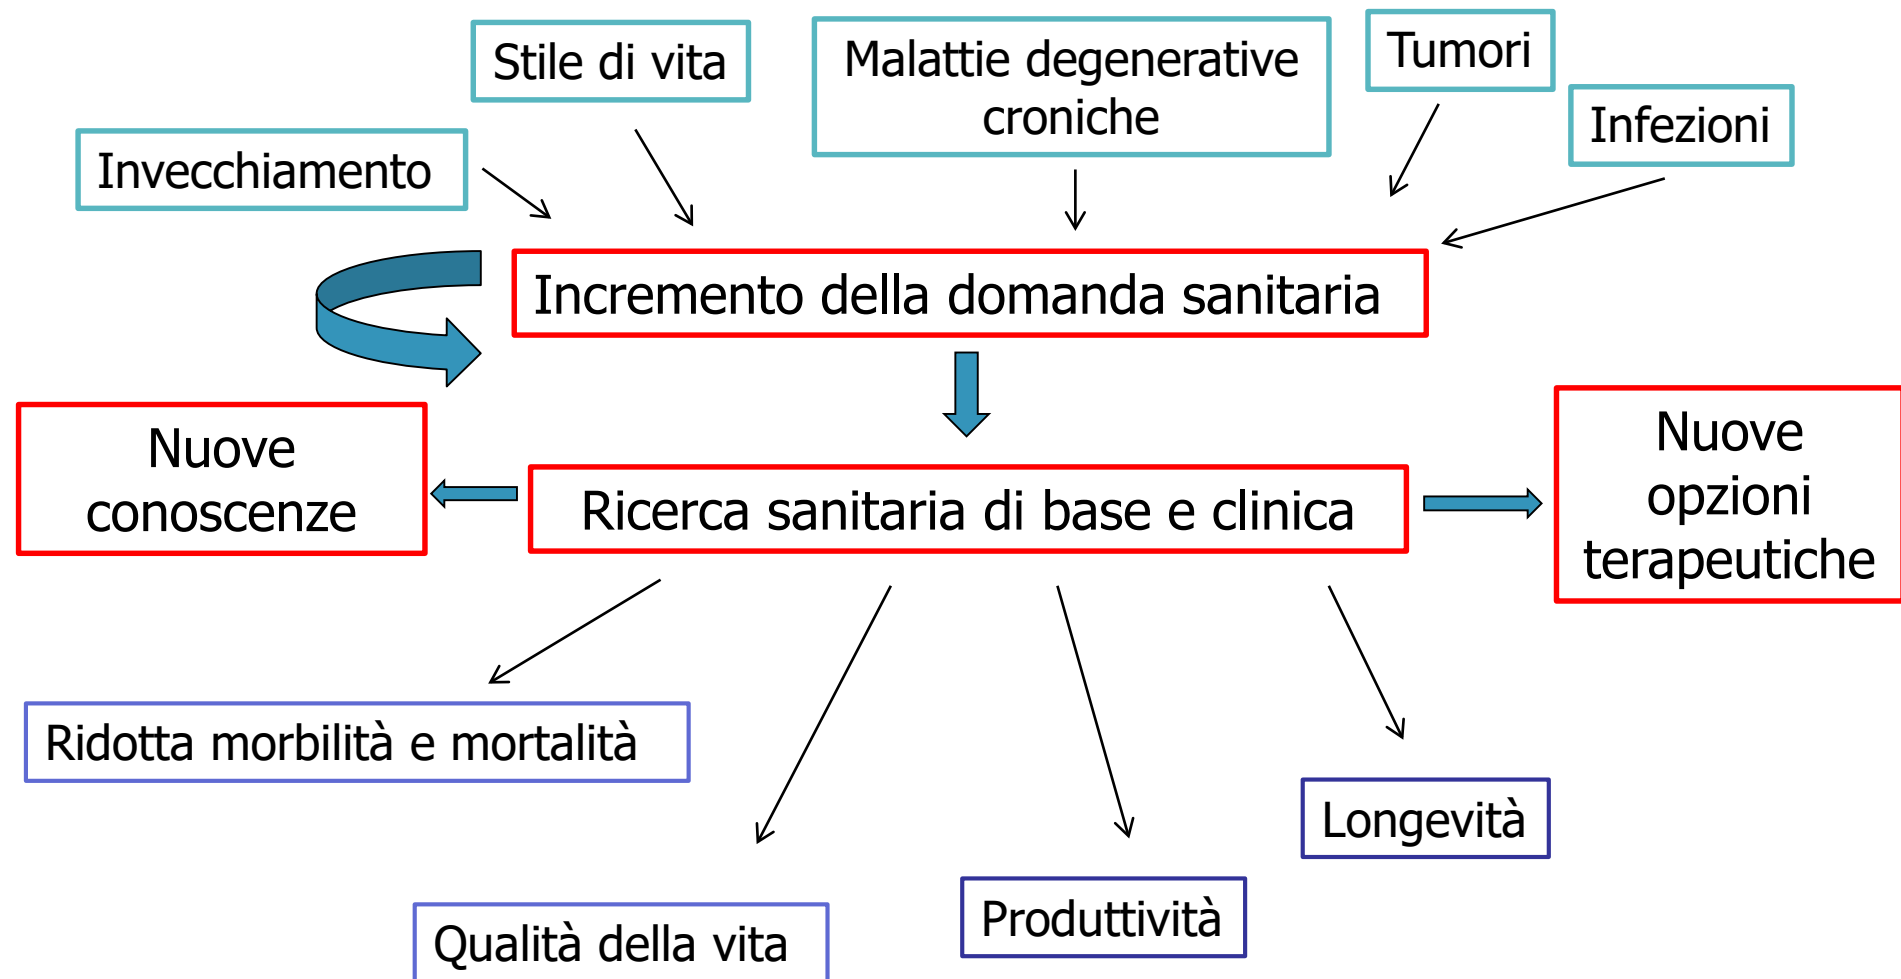 Stile di vita
Malattie degenerative
croniche
Tumori
Infezioni
Invecchiamento
Incremento della domanda sanitaria
Nuove
conoscenze
Ricerca sanitaria di base e clinica
Nuove
opzioni
terapeutiche
Ridotta morbilità e mortalità
Qualità della vita
Produttività
Longevità